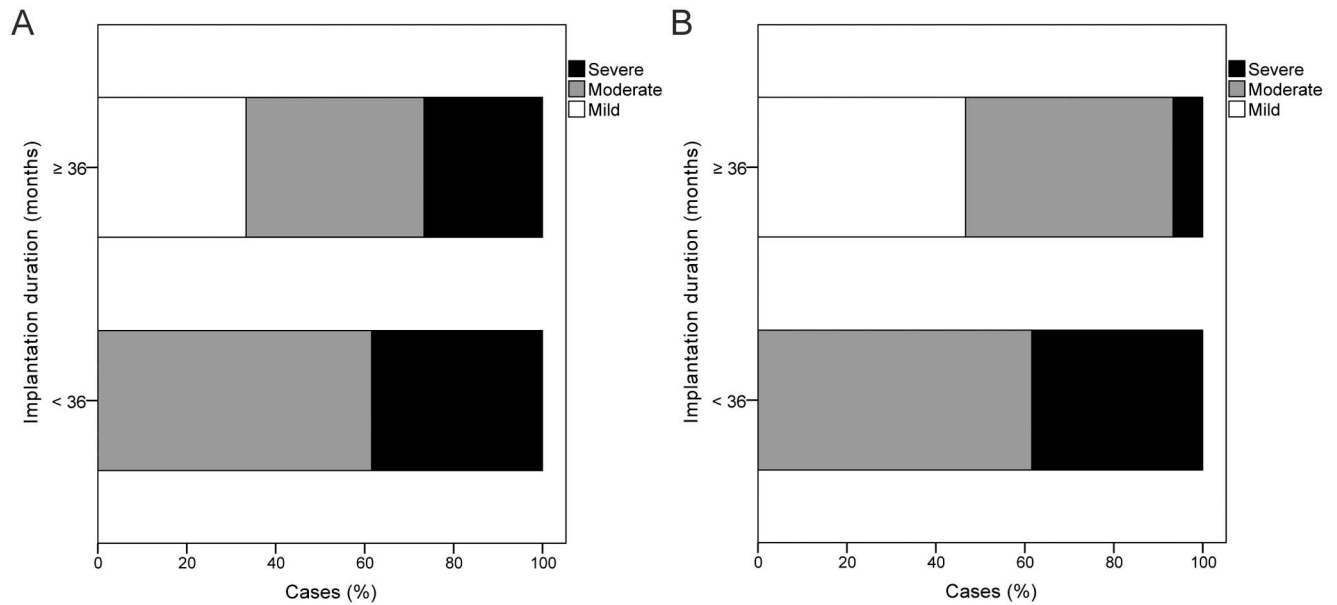 A
Severe
Moderate
Mild
Implantation duration (months)
≥ 36
< 36
0 20 40 60 80 100
Cases (%)
B
Severe
Moderate
Mild
Implantation duration (months)
≥ 36
< 36
0 20 40 60 80 100
Cases (%)